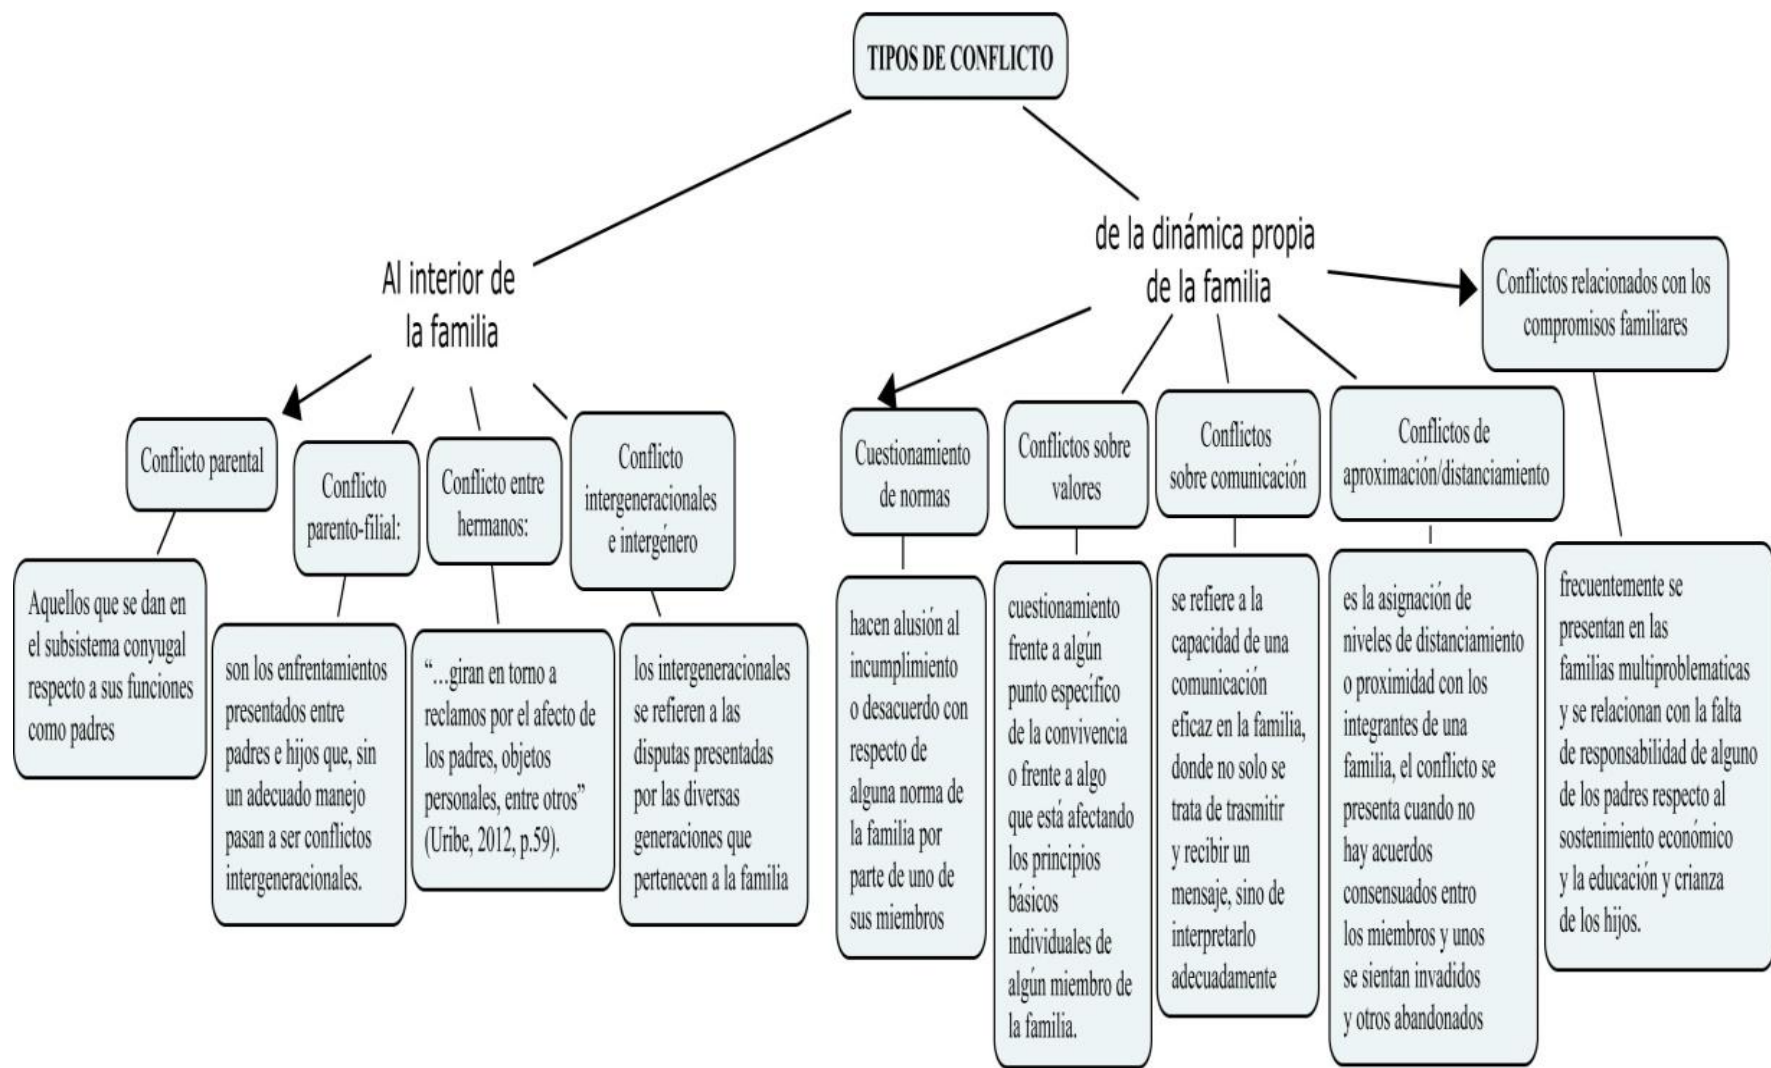 TIPOS DE CONFLICTO
Al interior de
la familia
Conflicto parental
Aquellos que se dan en
el subsistema conyugal
respecto a sus funciones
como padres
Conflicto
parento-filial:
son los enfrentamientos
presentados entre
padres e hijos que, sin
un adecuado manejo
pasan a ser conflictos
intergeneracionales.
Conflicto entre
hermanos:
“…giran en torno a
reclamos por el afecto de
los padres, objetos
personales, entre otros”
(Uribe, 2012, p.59).
Conflicto
intergeneracionales
e intergénero
los intergeneracionales
se refieren a las
disputas presentadas
por las diversas
generaciones que
pertenecen a la familia
de la dinámica propia
de la familia
Cuestionamiento
de normas
hacen alusión al
incumplimiento
o desacuerdo con
respecto de
alguna norma de
la familia por
parte de uno de
sus miembros
Conflictos sobre
valores
cuestionamiento
frente a algún
punto específico
de la convivencia
o frente a algo
que está afectando
los principios
básicos
individuales de
algún miembro de
la familia.
Conflictos
sobre comunicación
se refiere a la
capacidad de una
comunicación
eficaz en la familia,
donde no solo se
trata de trasmitir
y recibir un
mensaje, sino de
interpretarlo
adecuadamente
Conflictos de
aproximación/distanciamiento
es la asignación de
niveles de distanciamiento
o proximidad con los
integrantes de una
familia, el conflicto se
presenta cuando no
hay acuerdos
consensuados entro
los miembros y unos
se sientan invadidos
y otros abandonados
Conflictos relacionados con los
compromisos familiares
frecuentemente se
presentan en las
familias multiproblematicas
y se relacionan con la falta
de responsabilidad de alguno
de los padres respecto al
sostenimiento económico
y la educación y crianza
de los hijos.